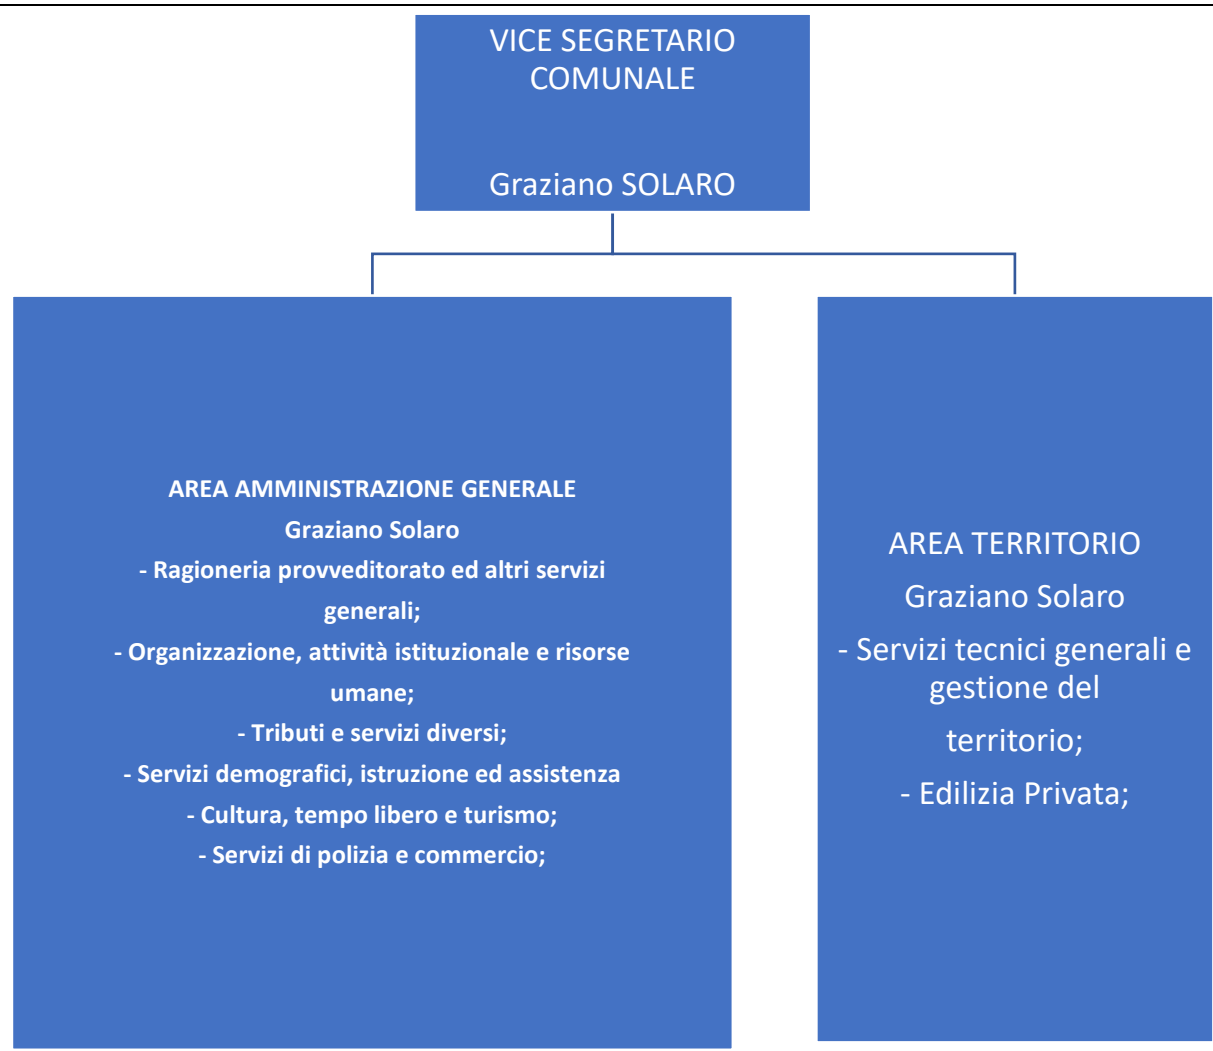 VICE SEGRETARIO
COMUNALE
Graziano SOLARO
AREA AMMINISTRAZIONE GENERALE
Graziano Solaro
- Ragioneria provveditorato ed altri servizi
generali;
- Organizzazione, attività istituzionale e risorse
umane;
- Tributi e servizi diversi;
- Servizi demografici, istruzione ed assistenza
- Cultura, tempo libero e turismo;
- Servizi di polizia e commercio;
AREA TERRITORIO
Graziano Solaro
- Servizi tecnici generali e
gestione del
territorio;
- Edilizia Privata;